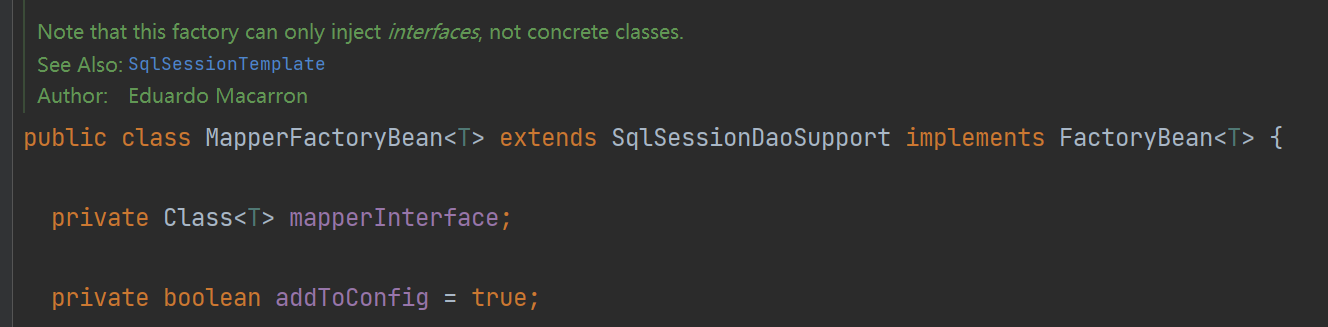 Note that this factory can only inject interfaces, not concrete classes.
See Also: SqlSessionTemplate
Author: Eduardo Macarron
public class MapperFactoryBean<T> extends SqlSessionDaoSupport implements FactoryBean<T> {
private Class<T> mapperInterface;
private boolean addToConfig = true;